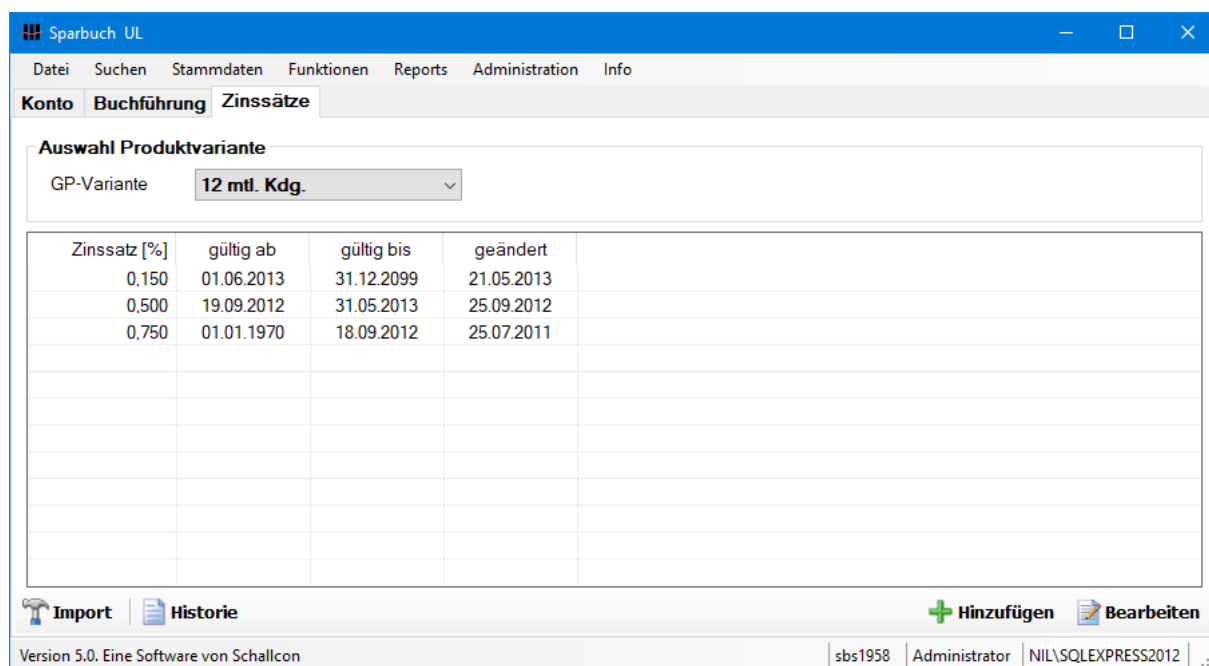 Sparbuch UL
Datei Suchen Stammdaten Funktionen Reports Administration Info
Konto Buchführung Zinssätze
Auswahl Produktvariante
GP-Variante 12 mtl. Kdg.
Zinssatz [%] gültig ab gültig bis geändert
0,150 01.06.2013 31.12.2099 21.05.2013
0,500 19.09.2012 31.05.2013 25.09.2012
0,750 01.01.1970 18.09.2012 25.07.2011
Import Historie Hinzufügen Bearbeiten
Version 5.0. Eine Software von Schallcon sbs1958 Administrator NIL\SQLEXPRESS2012